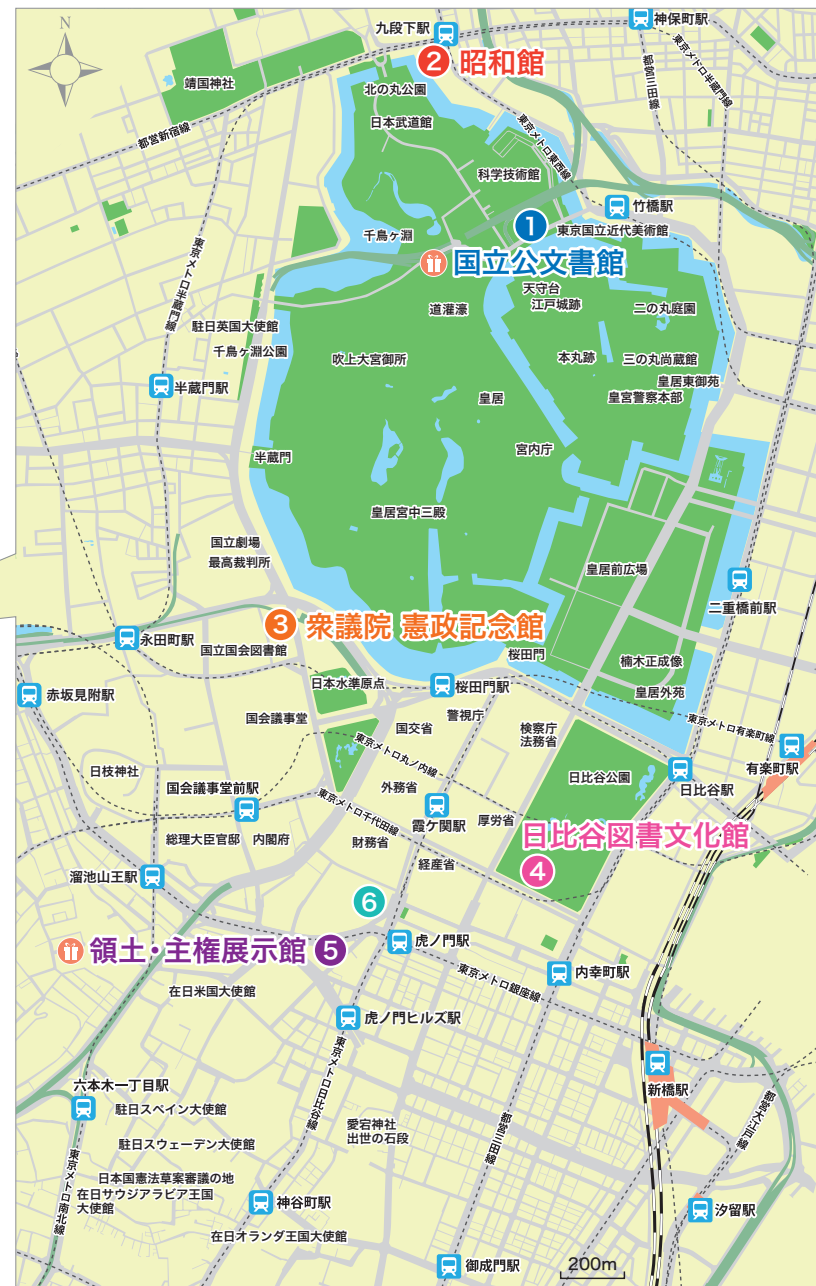 N
九段下駅
神保町駅
② 昭和館
東京メトロ半蔵門線
都営三田線
靖国神社
北の丸公園
都営新宿線
日本武道館
東京メトロ東西線
科学技術館
竹橋駅
①
東京国立近代美術館
千鳥ヶ淵
国立公文書館
東京メトロ半蔵門線
天守台
江戸城跡
道灌濠
二の丸庭園
駐日英国大使館
千鳥ヶ淵公園
吹上大宮御所
本丸跡
三の丸尚蔵館
皇居東御苑
半蔵門駅
皇居
皇宮警察本部
宮内庁
半蔵門
皇居宮中三殿
国立劇場
最高裁判所
皇居前広場
二重橋前駅
③ 衆議院 憲政記念館
永田町駅
国立国会図書館
桜田門
楠木正成像
日本水準原点
桜田門駅
皇居外苑
赤坂見附駅
国会議事堂
警視庁
国交省
検察庁
法務省
東京メトロ有楽町線
東京メトロ丸ノ内線
有楽町駅
日枝神社
外務省
日比谷公園
日比谷駅
国会議事堂前駅
東京メトロ千代田線
霞ケ関駅
厚労省
総理大臣官邸
内閣府
財務省
日比谷図書文化館
経産省
④
溜池山王駅
⑥
領土・主権展示館 ⑤
虎ノ門駅
東京メトロ銀座線
内幸町駅
在日米国大使館
虎ノ門ヒルズ駅
東京メトロ日比谷線
新橋駅
六本木一丁目駅
駐日スペイン大使館
都営大江戸線
愛宕神社
出世の石段
都営三田線
駐日スウェーデン大使館
東京メトロ南北線
日本国憲法草案審議の地
在日サウジアラビア王国
大使館
神谷町駅
汐留駅
在日オランダ王国大使館
御成門駅
200m